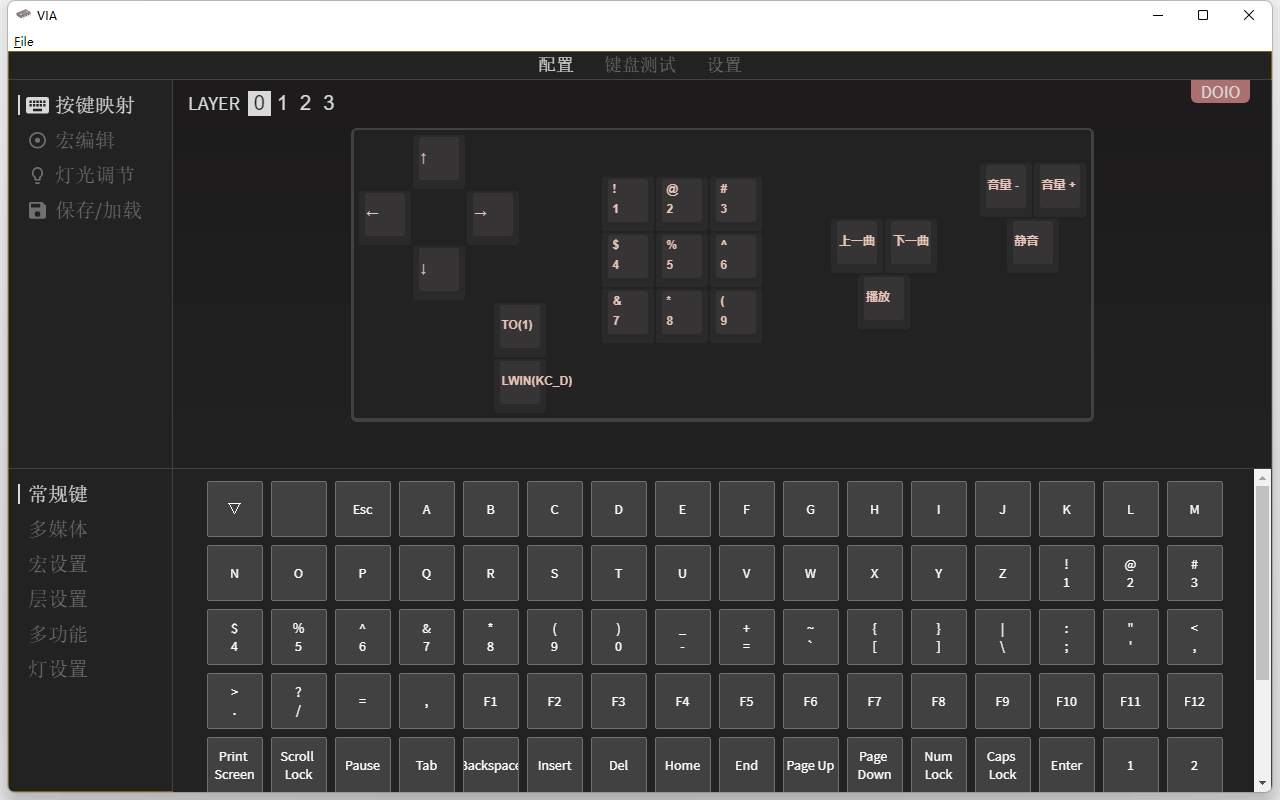 VIA
File
配置 键盘测试 设置
按键映射
宏编辑
灯光调节
保存/加载
LAYER 0 1 2 3
DOIO
↑
← →
↓
TO(1)
LWIN(KC_D)
! @ #
1 2 3
$ % ^
4 5 6
& * (
7 8 9
上一曲 下一曲
播放
音量 - 音量 +
静音
常规键
多媒体
宏设置
层设置
多功能
灯设置
▽ Esc A B C D E F G H I J K L M
N O P Q R S T U V W X Y Z ! @ #
1 2 3
$ % ^ & * ( ) _ + ~ { } | : " <
4 5 6 7 8 9 0 - = ` [ ] \ ; ' ,
> ?
. / = , F1 F2 F3 F4 F5 F6 F7 F8 F9 F10 F11 F12
Print Scroll Page Num Caps
Screen Lock Pause Tab Backspace Insert Del Home End Page Up Down Lock Lock Enter 1 2